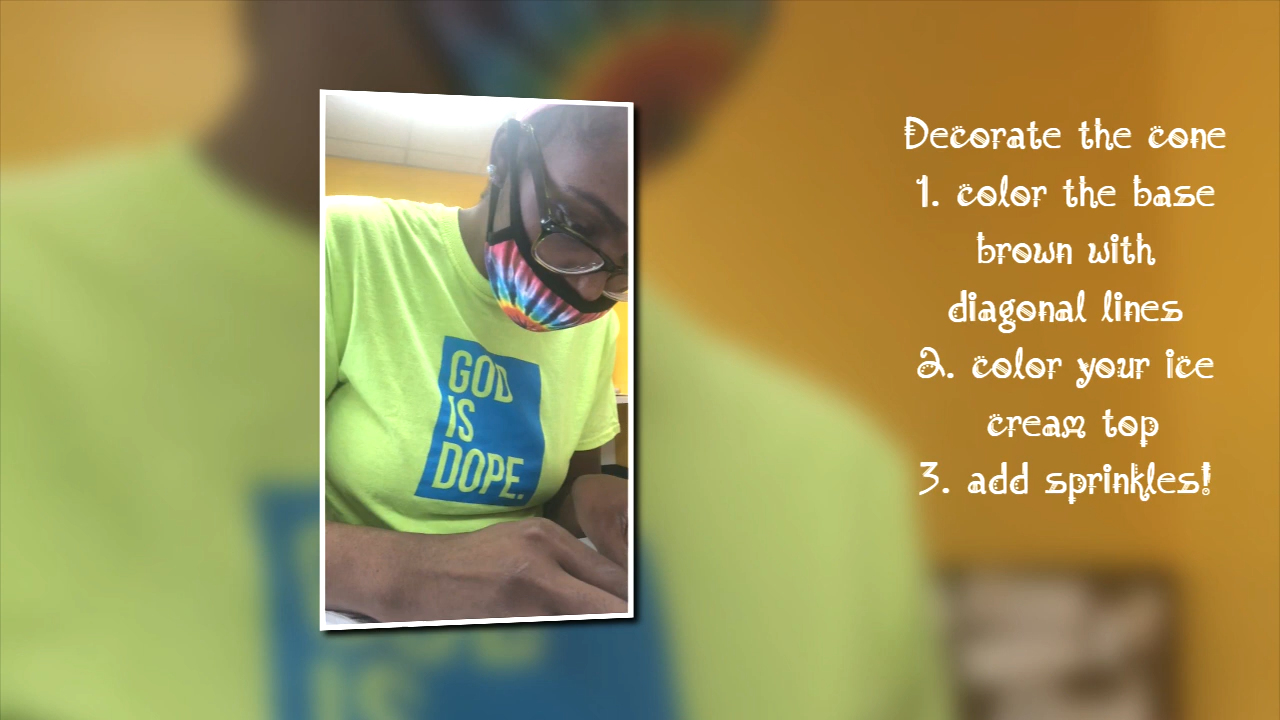 GOD
IS
DOPE.
Decorate the cone
1. color the base
brown with
diagonal lines
2. color your ice
cream top
3. add sprinkles!